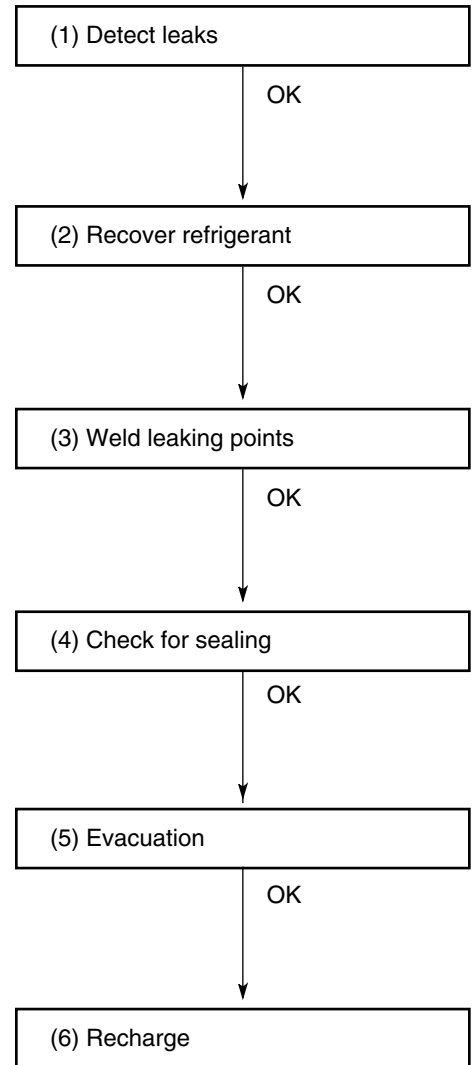 (1) Detect leaks
OK
(2) Recover refrigerant
OK
(3) Weld leaking points
OK
(4) Check for sealing
OK
(5) Evacuation
OK
(6) Recharge